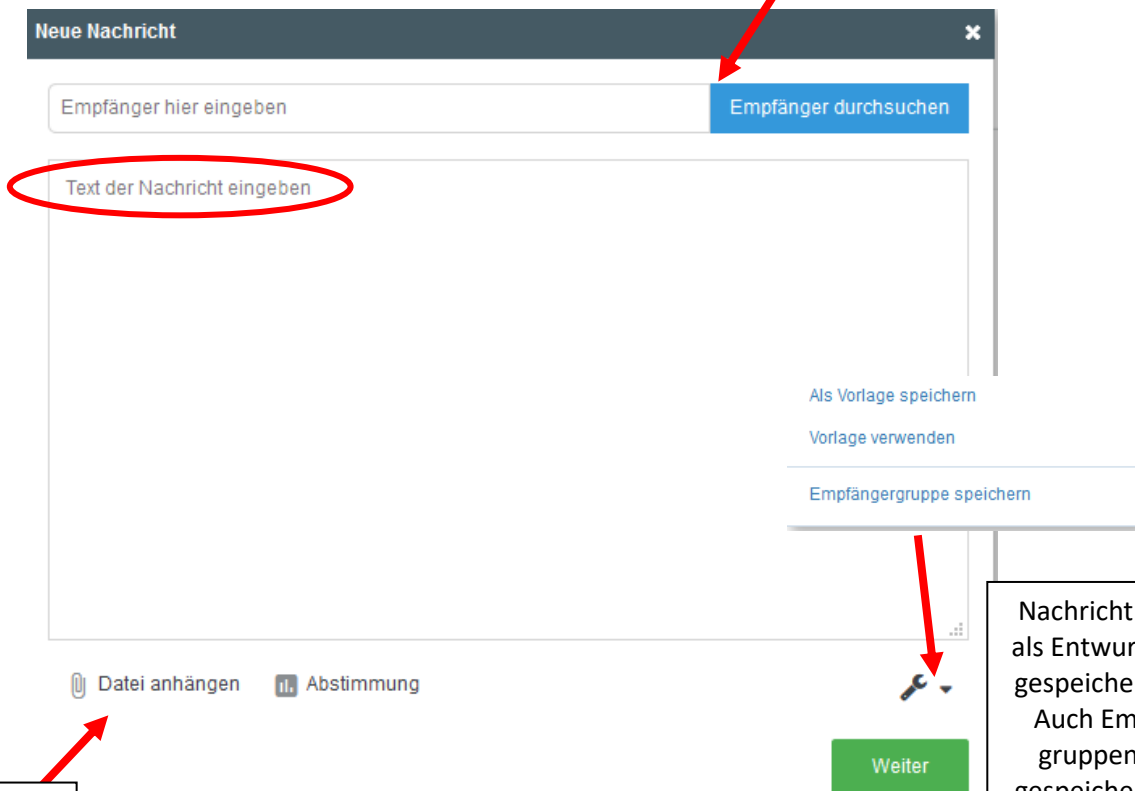 Neue Nachricht
Empfänger hier eingeben
Empfänger durchsuchen
Text der Nachricht eingeben
Als Vorlage speichern
Vorlage verwenden
Empfängergruppe speichern
Datei anhängen
Abstimmung
Weiter
Nachricht
als
Auch
gruppen